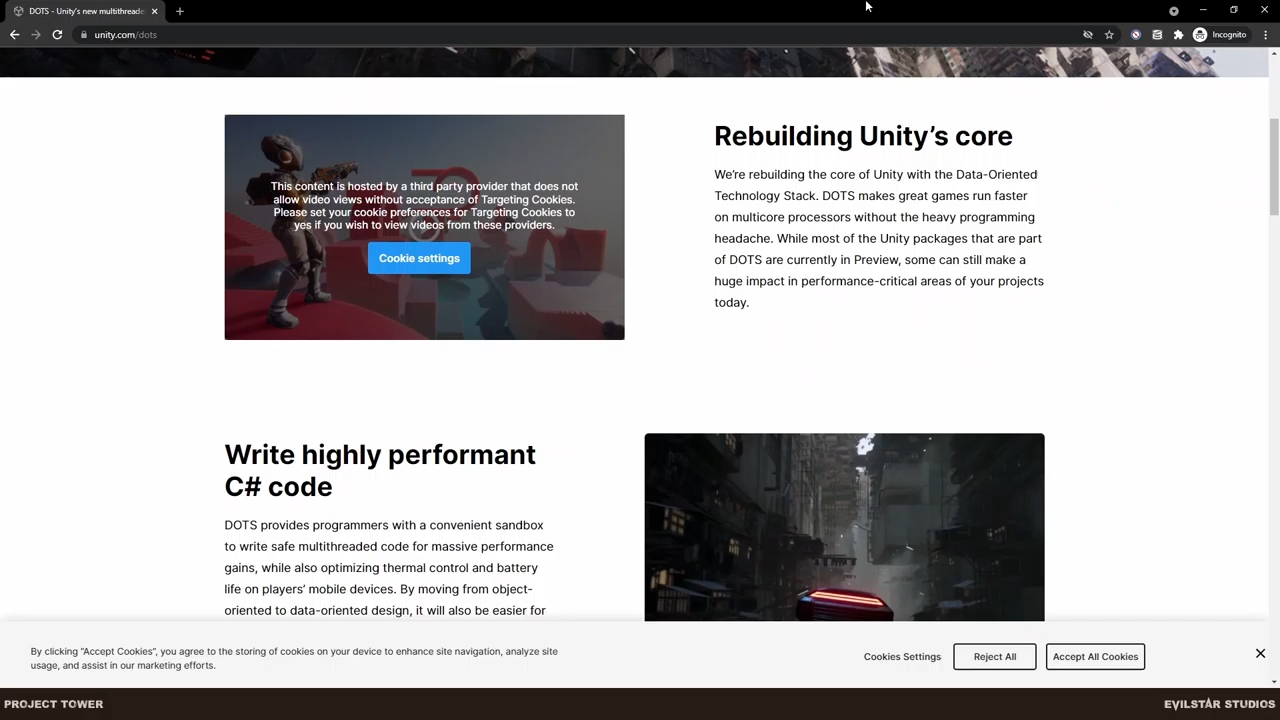 DOTS - Unity's new multithreade
unity.com/dots
Incognito
This content is hosted by a third party provider that does not
allow video views without acceptance of Targeting Cookies.
Please set your cookie preferences for Targeting Cookies to
yes if you wish to view videos from these providers.
Cookie settings
Rebuilding Unity’s core
We’re rebuilding the core of Unity with the Data-Oriented
Technology Stack. DOTS makes great games run faster
on multicore processors without the heavy programming
headache. While most of the Unity packages that are part
of DOTS are currently in Preview, some can still make a
huge impact in performance-critical areas of your projects
today.
Write highly performant
C# code
DOTS provides programmers with a convenient sandbox
to write safe multithreaded code for massive performance
gains, while also optimizing thermal control and battery
life on players’ mobile devices. By moving from object-
oriented to data-oriented design, it will also be easier for
By clicking “Accept Cookies”, you agree to the storing of cookies on your device to enhance site navigation, analyze site
usage, and assist in our marketing efforts.
Cookies Settings
Reject All
Accept All Cookies
PROJECT TOWER
EVILSTAR STUDIOS